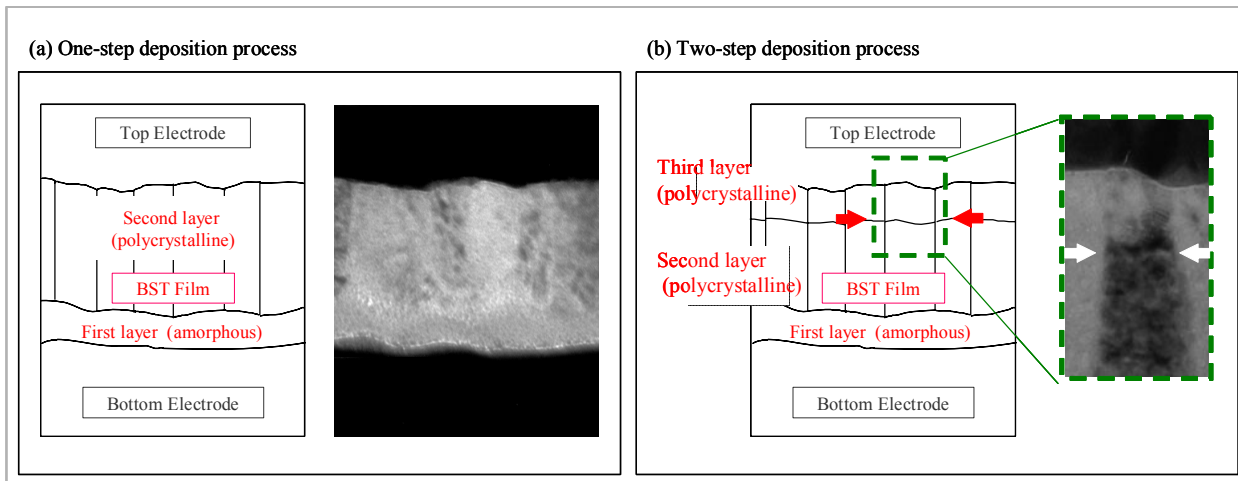 (a) One-step deposition process
Top Electrode
Second layer
(polycrystalline)
BST Film
First layer (amorphous)
Bottom Electrode
(b) Two-step deposition process
Top Electrode
Third layer
(polycrystalline)
Second layer
(polycrystalline)
BST Film
First layer (amorphous)
Bottom Electrode